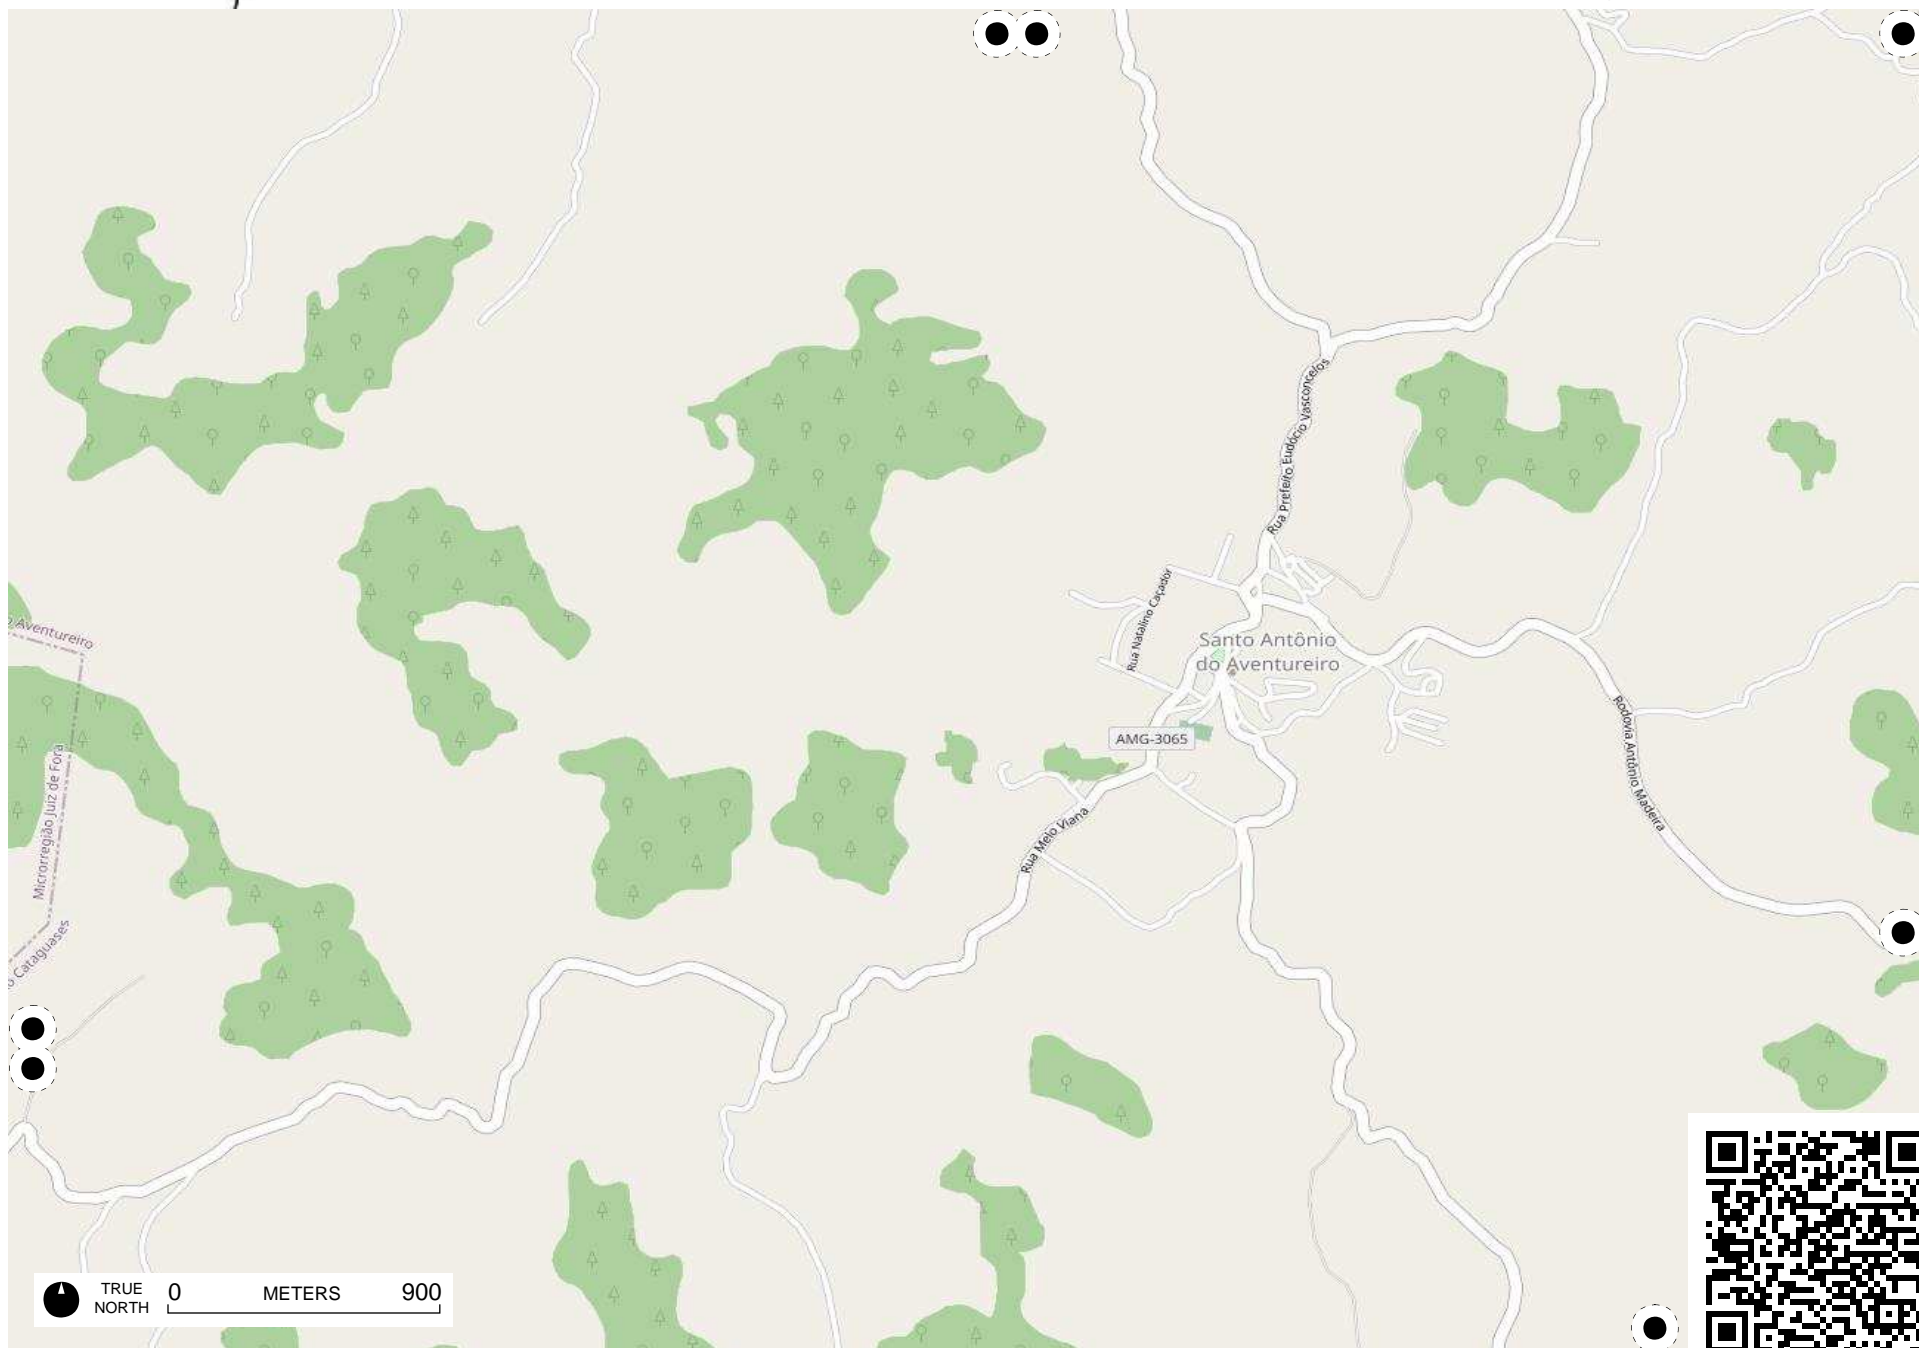 Rua Prefeito Eudócio Vasconcelos
Rua Natalino Caçador
Aventureiro
Santo Antônio
do Aventureiro
Rodovia Antônio Madeira
AMG-3065
Microrregião Juiz de Fora
Rua Melo Viana
Cataguases
TRUE
NORTH
0 METERS 900